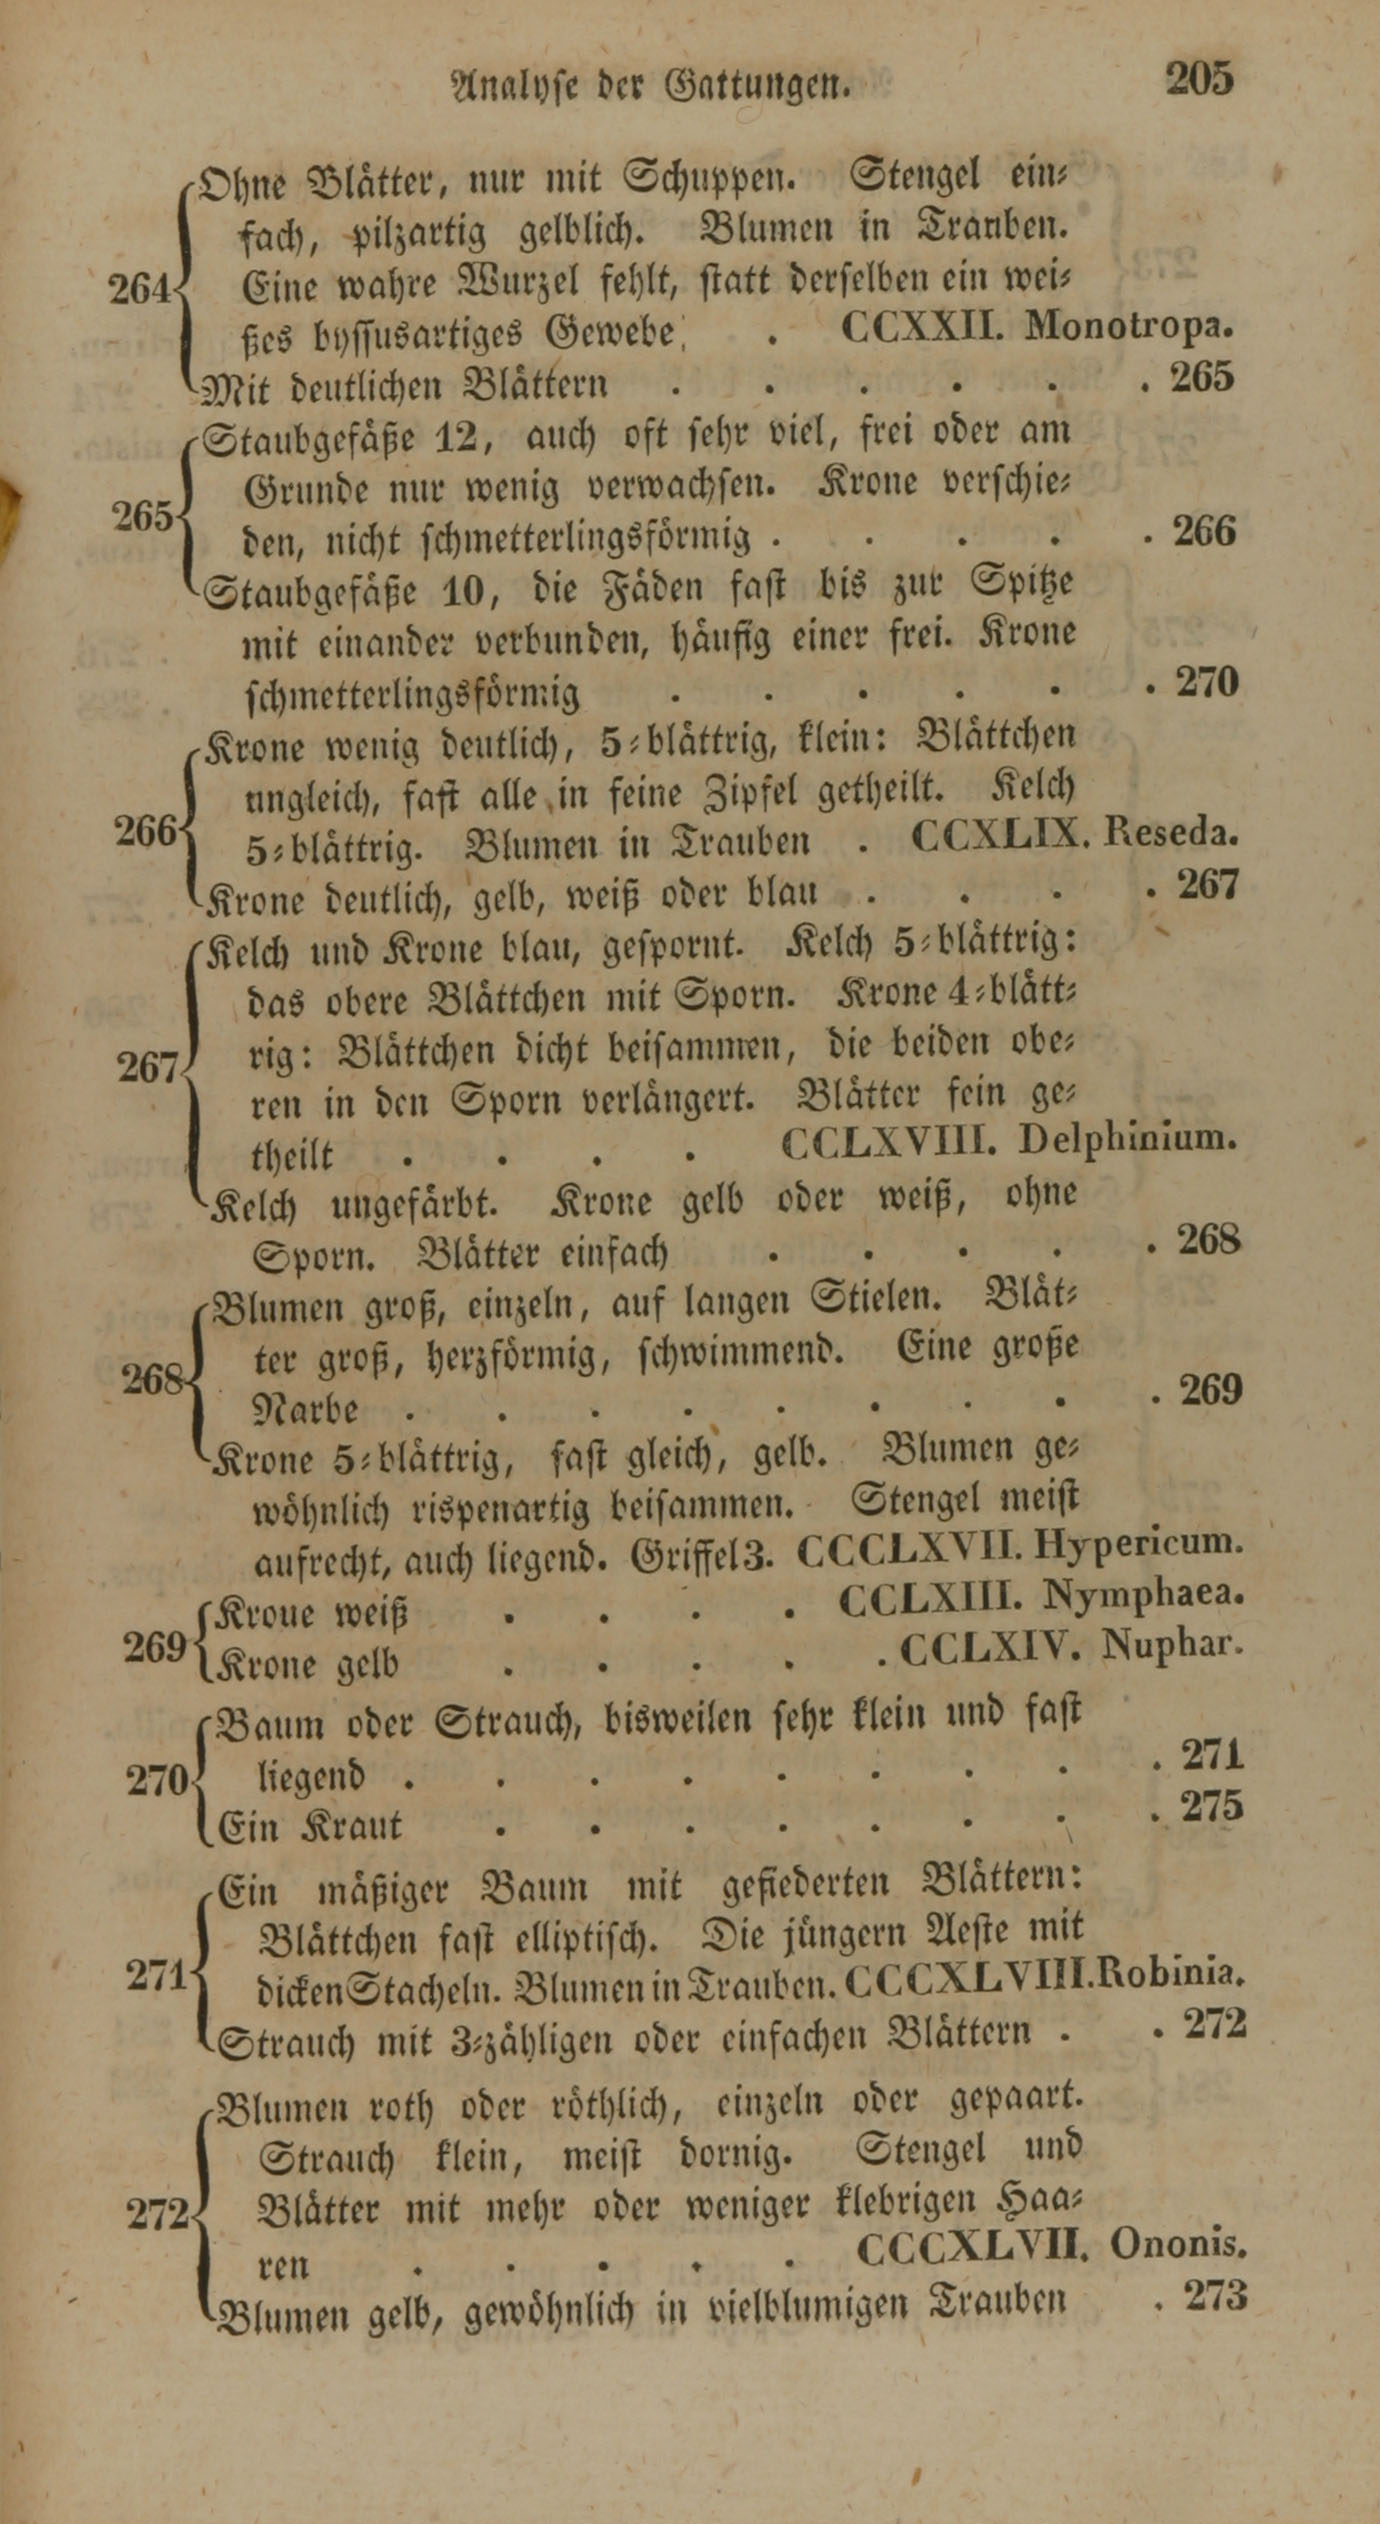 Analyse der Gattungen. 205
Ohne Blätter, nur mit Schuppen. Stengel ein-
fach, pilzartig gelblich. Blumen in Trauben.
264 Eine wahre Wurzel fehlt, statt derselben ein wei-
ßes byssusartiges Gewebe . CCXXII. Monotropa.
Mit deutlichen Blättern . . . . . . 265
Staubgefäße 12, auch oft sehr viel, frei oder am
Grunde nur wenig verwachsen. Krone verschie-
265 den, nicht schmetterlingsförmig . . . . . 266
Staubgefäße 10, die Fäden fast bis zur Spitze
mit einander verbunden, häufig einer frei. Krone
schmetterlingsförmig . . . . . . 270
Krone wenig deutlich, 5-blättrig, klein: Blättchen
ungleich, fast alle in feine Zipfel getheilt. Kelch
266 5-blättrig. Blumen in Trauben . CCXLIX. Reseda.
Krone deutlich, gelb, weiß oder blau . . . . 267
Kelch und Krone blau, gespornt. Kelch 5-blättrig:
das obere Blättchen mit Sporn. Krone 4-blätt-
267 rig: Blättchen dicht beisammen, die beiden obe-
ren in den Sporn verlängert. Blätter fein ge-
theilt . . . . CCLXVIII. Delphinium.
Kelch ungefärbt. Krone gelb oder weiß, ohne
Sporn. Blätter einfach . . . . . 268
Blumen groß, einzeln, auf langen Stielen. Blät-
268 ter groß, herzförmig, schwimmend. Eine große
Narbe . . . . . . . . . 269
Krone 5-blättrig, fast gleich, gelb. Blumen ge-
wöhnlich rispenartig beisammen. Stengel meist
aufrecht, auch liegend. Griffel 3. CCCLXVII. Hypericum.
269 Kroue weiß . . . . CCLXIII. Nymphaea.
Krone gelb . . . . . CCLXIV. Nuphar.
Baum oder Strauch, bisweilen sehr klein und fast
270 liegend . . . . . . . . . 271
Ein Kraut . . . . . . . . 275
Ein mäßiger Baum mit gefiederten Blättern:
Blättchen fast elliptisch. Die jüngern Aeste mit
271 dicken Stacheln. Blumen in Trauben. CCCXLVIII. Robinia.
Strauch mit 3-zähligen oder einfachen Blättern . . 272
Blumen roth oder röthlich, einzeln oder gepaart.
Strauch klein, meist dornig. Stengel und
272 Blätter mit mehr oder weniger klebrigen Haa-
ren . . . . . CCCXLVII. Ononis.
Blumen gelb, gewöhnlich in vielblumigen Trauben . 273